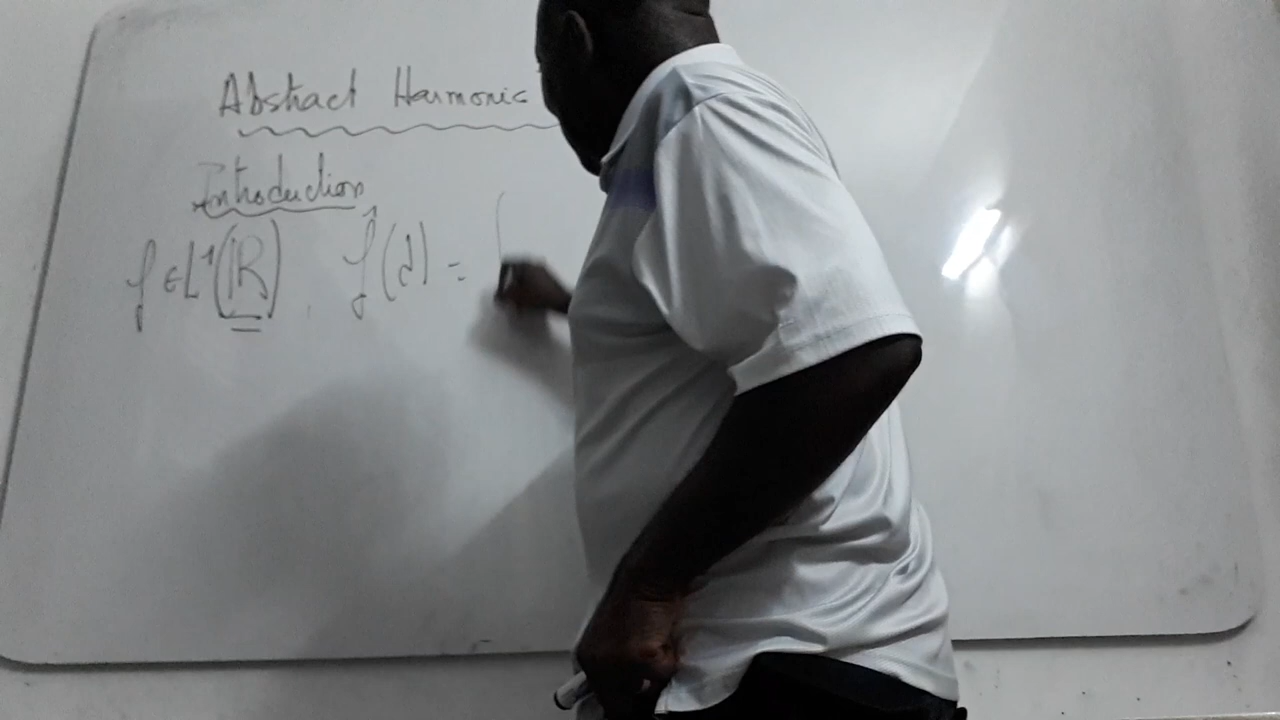 Abstract Harmonic
Introduction
f ∈ L¹(ℝ), f̂(λ) = ∫